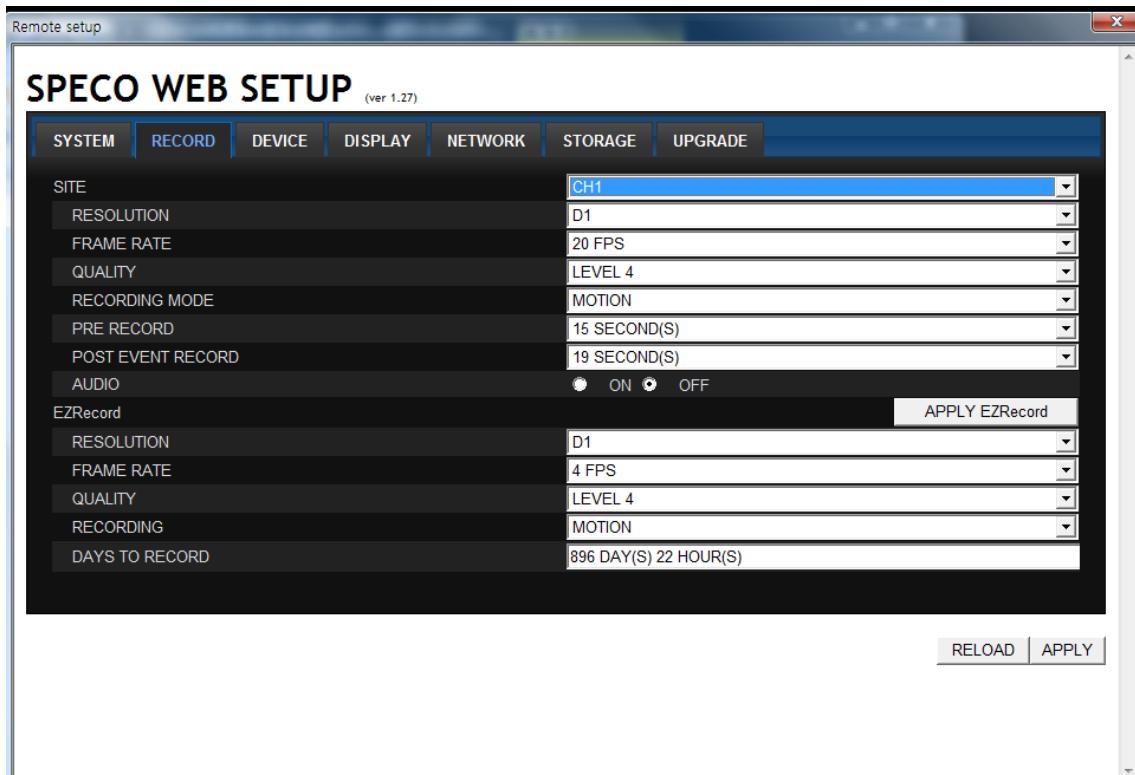 Remote setup
SPECO WEB SETUP (ver 1.27)
SYSTEM RECORD DEVICE DISPLAY NETWORK STORAGE UPGRADE
SITE CH1
RESOLUTION D1
FRAME RATE 20 FPS
QUALITY LEVEL 4
RECORDING MODE MOTION
PRE RECORD 15 SECOND(S)
POST EVENT RECORD 19 SECOND(S)
AUDIO ON OFF
EZRecord APPLY EZRecord
RESOLUTION D1
FRAME RATE 4 FPS
QUALITY LEVEL 4
RECORDING MOTION
DAYS TO RECORD 896 DAY(S) 22 HOUR(S)
RELOAD APPLY